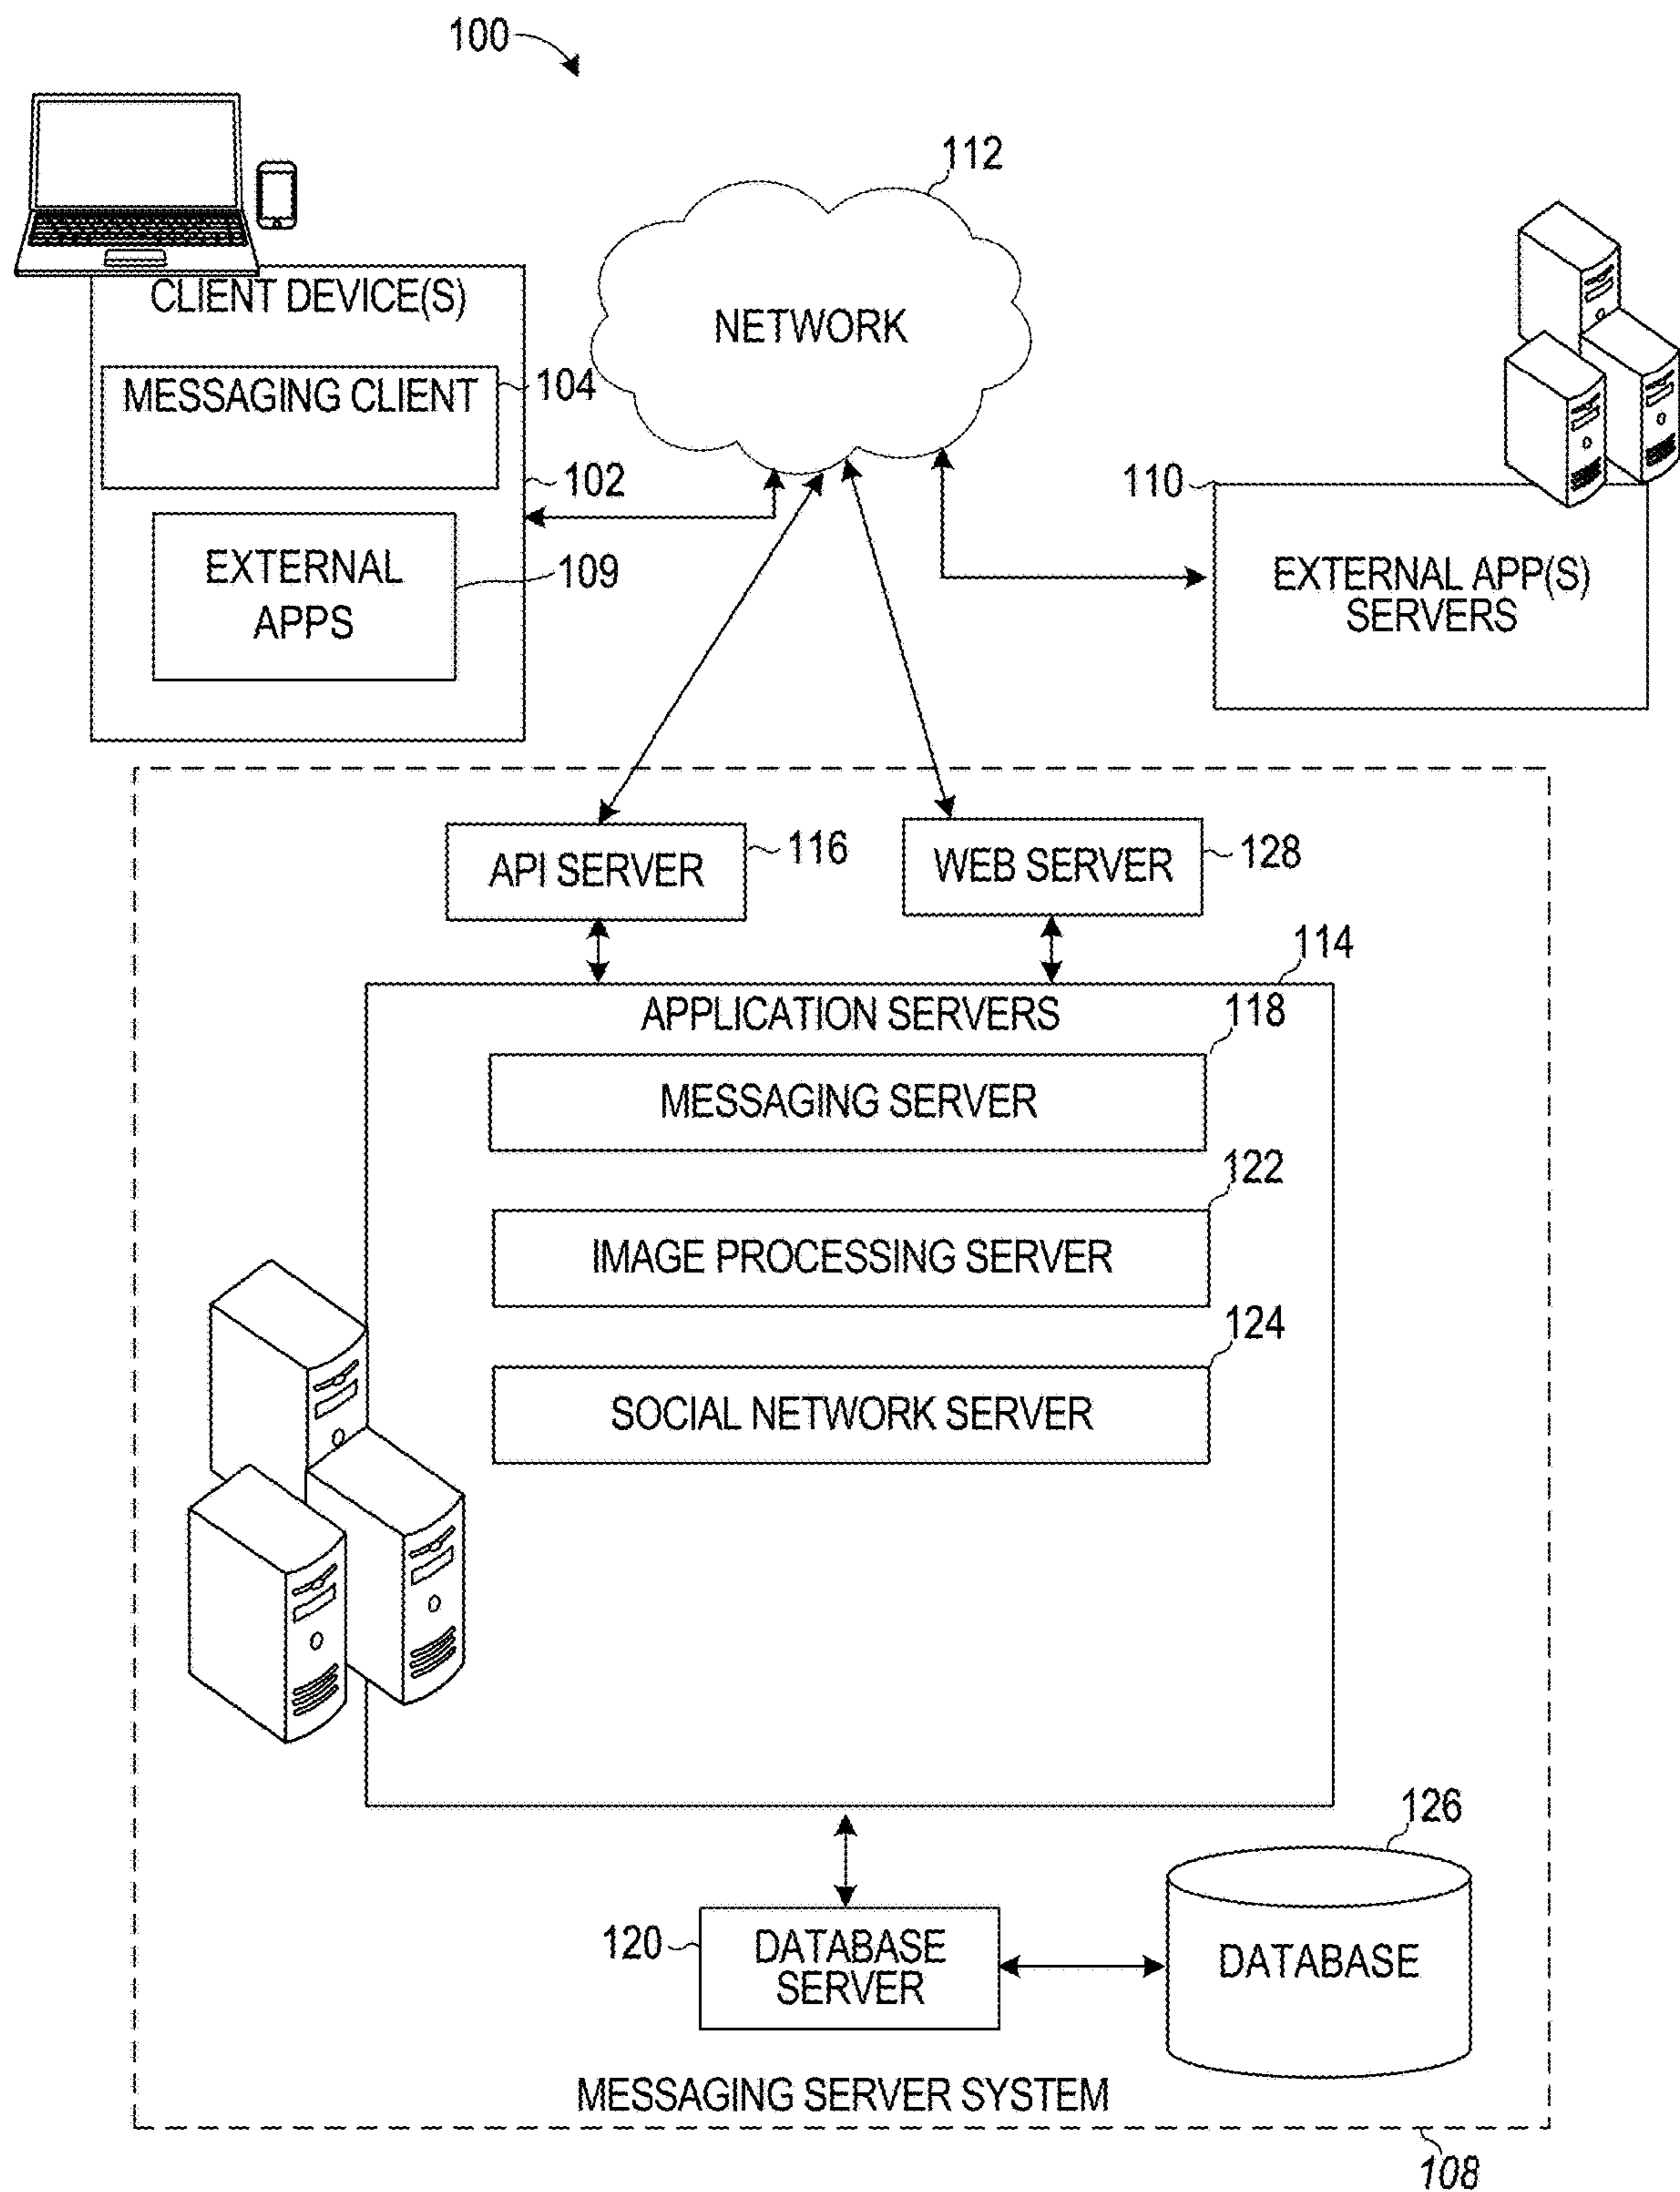 100
112
CLIENT DEVICE(S)
NETWORK
MESSAGING CLIENT
104
102
110
EXTERNAL
APPS
109
EXTERNAL APP(S)
SERVERS
API SERVER
116
WEB SERVER
128
114
APPLICATION SERVERS
118
MESSAGING SERVER
122
IMAGE PROCESSING SERVER
124
SOCIAL NETWORK SERVER
126
120
DATABASE
SERVER
DATABASE
MESSAGING SERVER SYSTEM
108